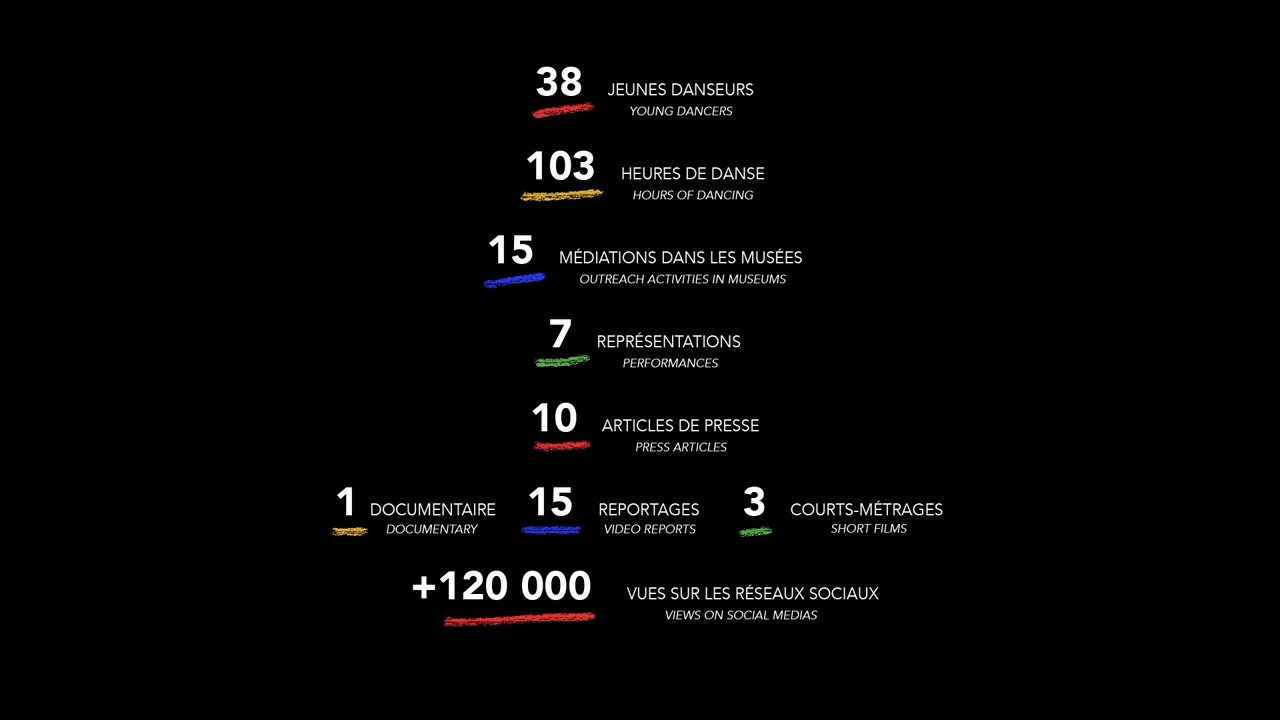 38 JEUNES DANSEURS
YOUNG DANCERS
103 HEURES DE DANSE
HOURS OF DANCING
15 MÉDIATIONS DANS LES MUSÉES
OUTREACH ACTIVITIES IN MUSEUMS
7 REPRÉSENTATIONS
PERFORMANCES
10 ARTICLES DE PRESSE
PRESS ARTICLES
1 DOCUMENTAIRE 15 REPORTAGES 3 COURTS-MÉTRAGES
DOCUMENTARY VIDEO REPORTS SHORT FILMS
+120 000 VUES SUR LES RÉSEAUX SOCIAUX
VIEWS ON SOCIAL MEDIAS